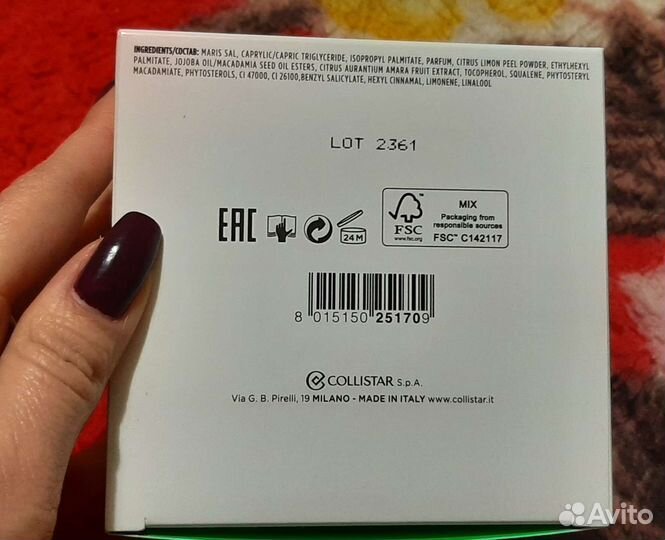 INGREDIENTS/СОСТАВ: MARIS SAL, CAPRYLIC/CAPRIC TRIGLYCERIDE, ISOPROPYL PALMITATE, PARFUM, CITRUS LIMON PEEL POWDER, ETHYLHEXYL
PALMITATE, JOJOBA OIL/MACADAMIA SEED OIL ESTERS, CITRUS AURANTIUM AMARA FRUIT EXTRACT, TOCOPHEROL, SQUALENE, PHYTOSTERYL
MACADAMIATE, PHYTOSTEROLS, CI 47000, CI 26100,BENZYL SALICYLATE, HEXYL CINNAMAL, LIMONENE, LINALOOL
LOT 2361
EAC
24 M
FSC
www.fsc.org
MIX
Packaging from
responsible sources
FSC™ C142117
8 015150 251709
COLLISTAR S.p.A.
Via G. B. Pirelli, 19 MILANO - MADE IN ITALY www.collistar.it
Avito